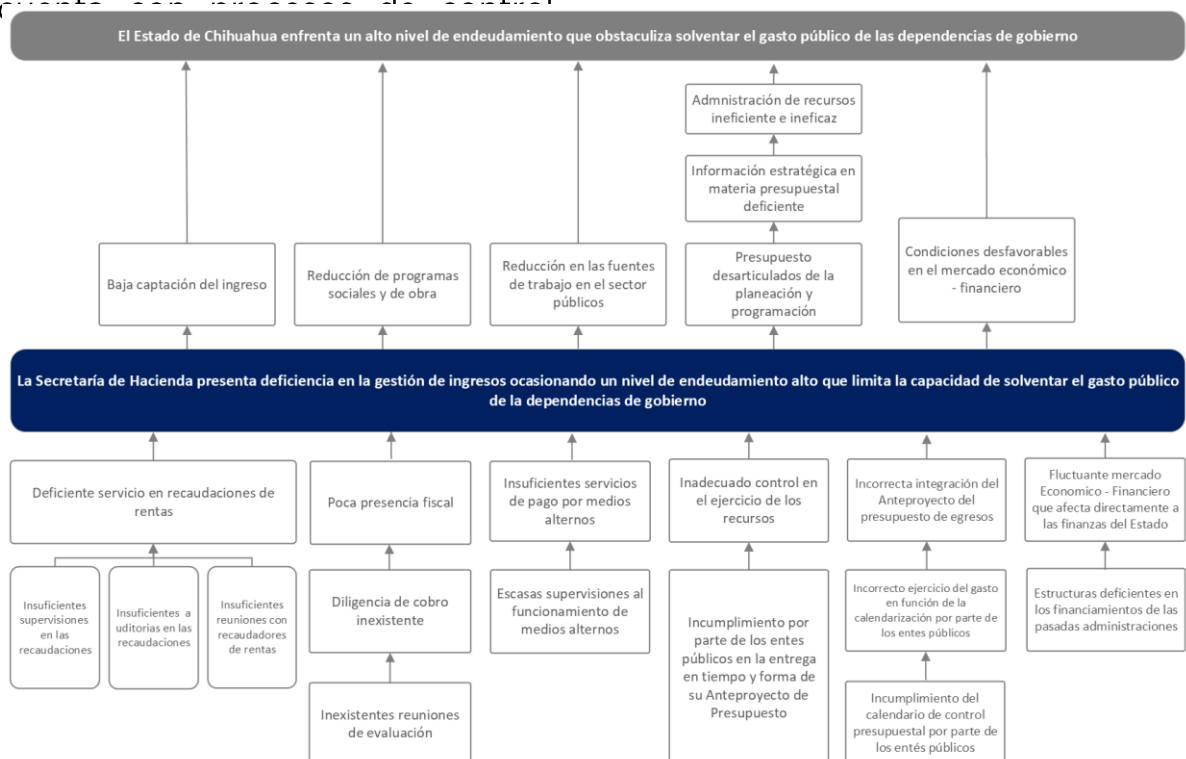 El Estado de Chihuahua enfrenta un alto nivel de endeudamiento que obstaculiza solventar el gasto público de las dependencias de gobierno
Admnistración de recursos
ineficiente e ineficaz
Información estratégica en
materia presupuestal
deficiente
Baja captación del ingreso
Reducción de programas
sociales y de obra
Reducción en las fuentes
de trabajo en el sector
públicos
Presupuesto
desarticulados de la
planeación y
programación
Condiciones desfavorables
en el mercado económico
- financiero
La Secretaría de Hacienda presenta deficiencia en la gestión de ingresos ocasionando un nivel de endeudamiento alto que limita la capacidad de solventar el gasto público
de la dependencias de gobierno
Deficiente servicio en recaudaciones de
rentas
Poca presencia fiscal
Insuficientes servicios
de pago por medios
alternos
Inadecuado control en
el ejercicio de los
recursos
Incorrecta integración del
Anteproyecto del
presupuesto de egresos
Fluctuante mercado
Economico - Financiero
que afecta directamente a
las finanzas del Estado
Insuficientes
supervisiones
en las
recaudaciones
Insuficientes a
uditorias en las
recaudaciones
Insuficientes
reuniones con
recaudadores
de rentas
Diligencia de cobro
inexistente
Escasas supervisiones al
funcionamiento de
medios alternos
Incumplimiento por
parte de los entes
públicos en la entrega
en tiempo y forma de
su Anteproyecto de
Presupuesto
Incorrecto ejercicio del gasto
en función de la
calendarización por parte de
los entes públicos
Estructuras deficientes en
los financiamientos de las
pasadas administraciones
Inexistentes reuniones
de evaluación
Incumplimiento del
calendario de control
presupuestal por parte de
los entés públicos